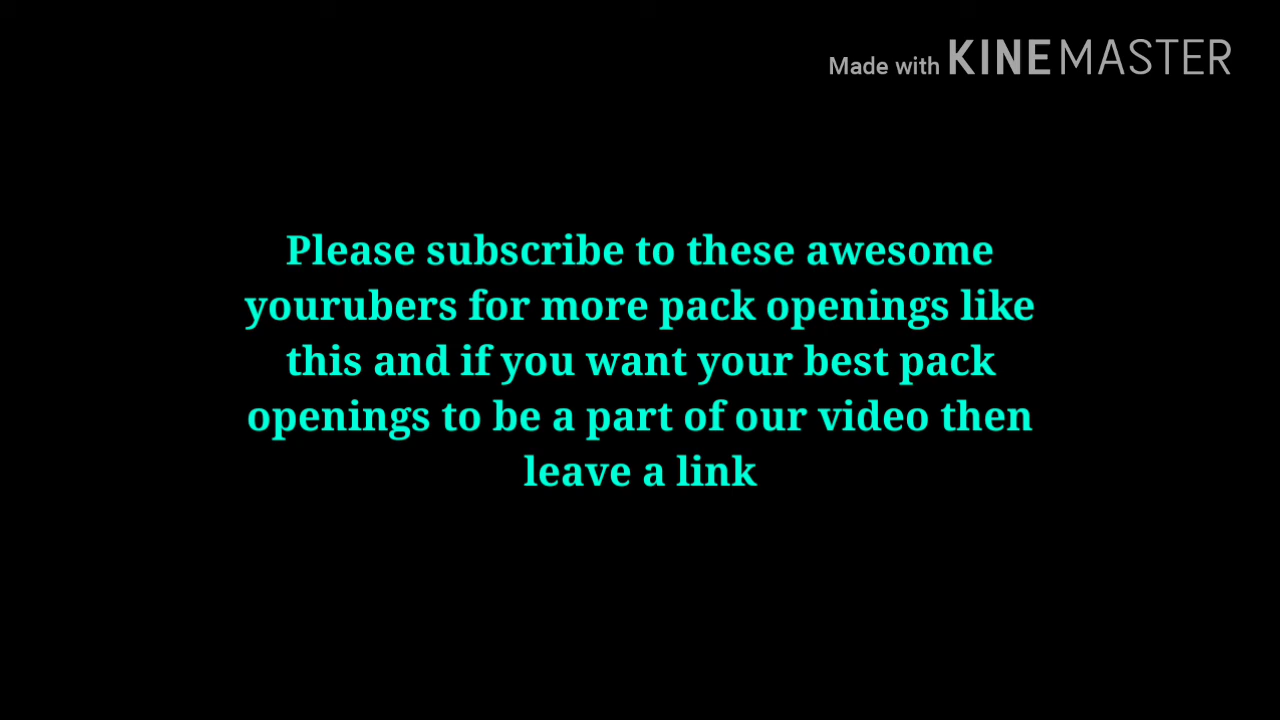 Made with KINEMASTER
Please subscribe to these awesome
yourubers for more pack openings like
this and if you want your best pack
openings to be a part of our video then
leave a link